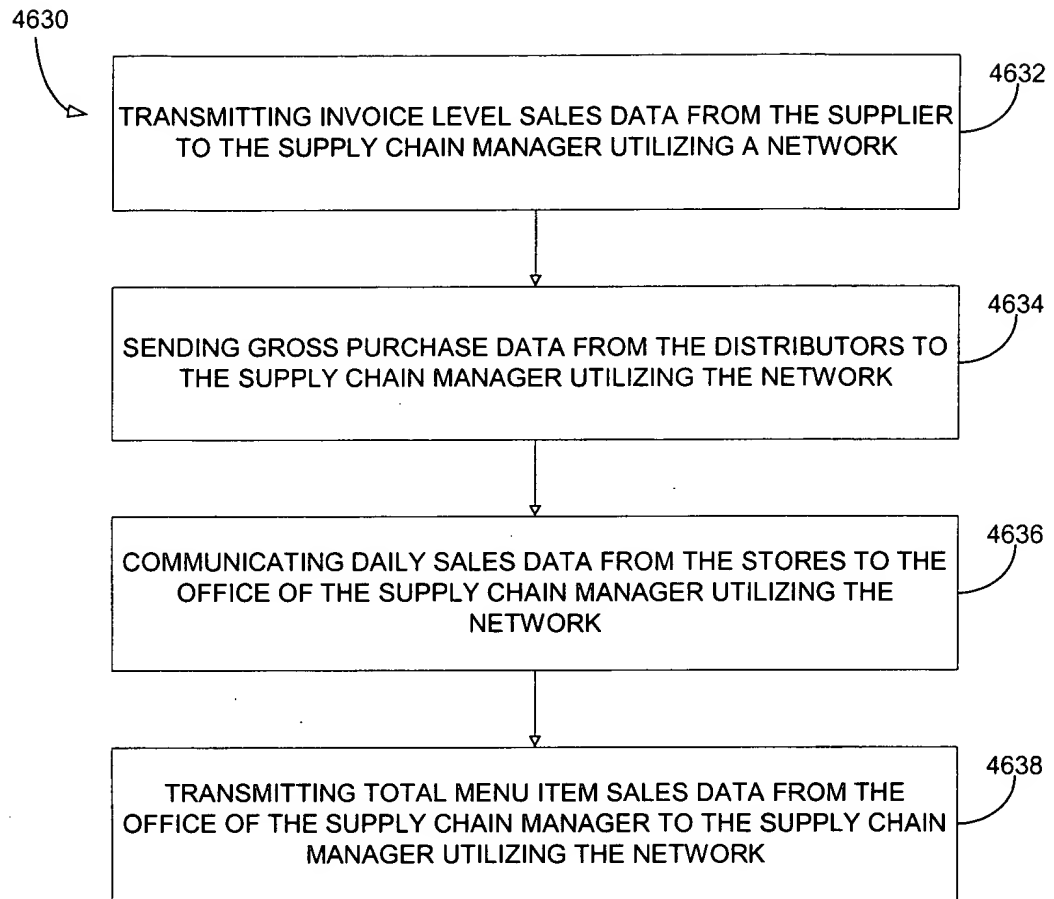 4630
4632
TRANSMITTING INVOICE LEVEL SALES DATA FROM THE SUPPLIER
TO THE SUPPLY CHAIN MANAGER UTILIZING A NETWORK
4634
SENDING GROSS PURCHASE DATA FROM THE DISTRIBUTORS TO
THE SUPPLY CHAIN MANAGER UTILIZING THE NETWORK
4636
COMMUNICATING DAILY SALES DATA FROM THE STORES TO THE
OFFICE OF THE SUPPLY CHAIN MANAGER UTILIZING THE
NETWORK
4638
TRANSMITTING TOTAL MENU ITEM SALES DATA FROM THE
OFFICE OF THE SUPPLY CHAIN MANAGER TO THE SUPPLY CHAIN
MANAGER UTILIZING THE NETWORK